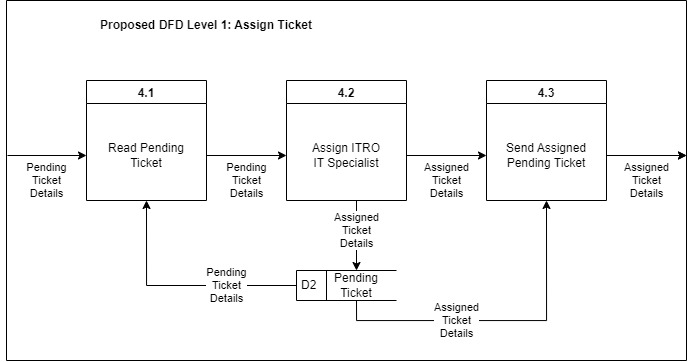 Proposed DFD Level 1: Assign Ticket
4.1
4.2
4.3
Read Pending
Ticket
Assign ITRO
IT Specialist
Send Assigned
Pending Ticket
Pending
Ticket
Details
Pending
Ticket
Details
Assigned
Ticket
Details
Assigned
Ticket
Details
Assigned
Ticket
Details
Pending
Ticket
Details
D2
Pending
Ticket
Assigned
Ticket
Details